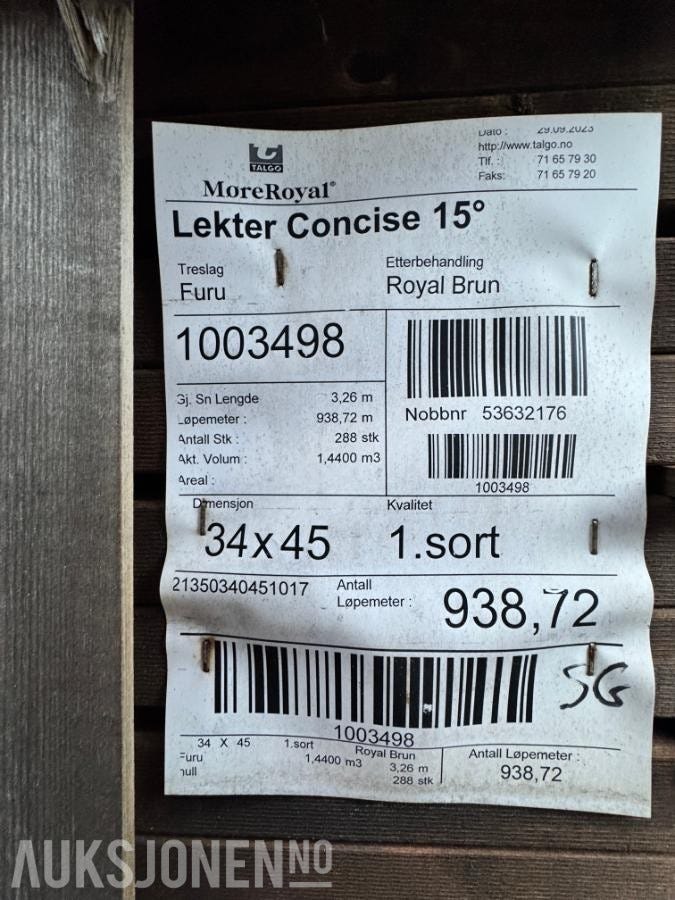 TALGO
MøreRoyal®
Dato : 29.09.2023
http://www.talgo.no
Tlf. : 71 65 79 30
Faks: 71 65 79 20
Lekter Concise 15°
Treslag
Furu
Etterbehandling
Royal Brun
1003498
Gj. Sn Lengde 3,26 m
Løpemeter : 938,72 m
Antall Stk : 288 stk
Akt. Volum : 1,4400 m3
Areal :
Nobbnr 53632176
1003498
Dimensjon
34x45
Kvalitet
1.sort
21350340451017
Antall
Løpemeter :
938,72
SG
1003498
34 X 45 1.sort Royal Brun
Furu 1,4400 m3 3,26 m
null 288 stk
Antall Løpemeter :
938,72
AUKSJONEN.NO